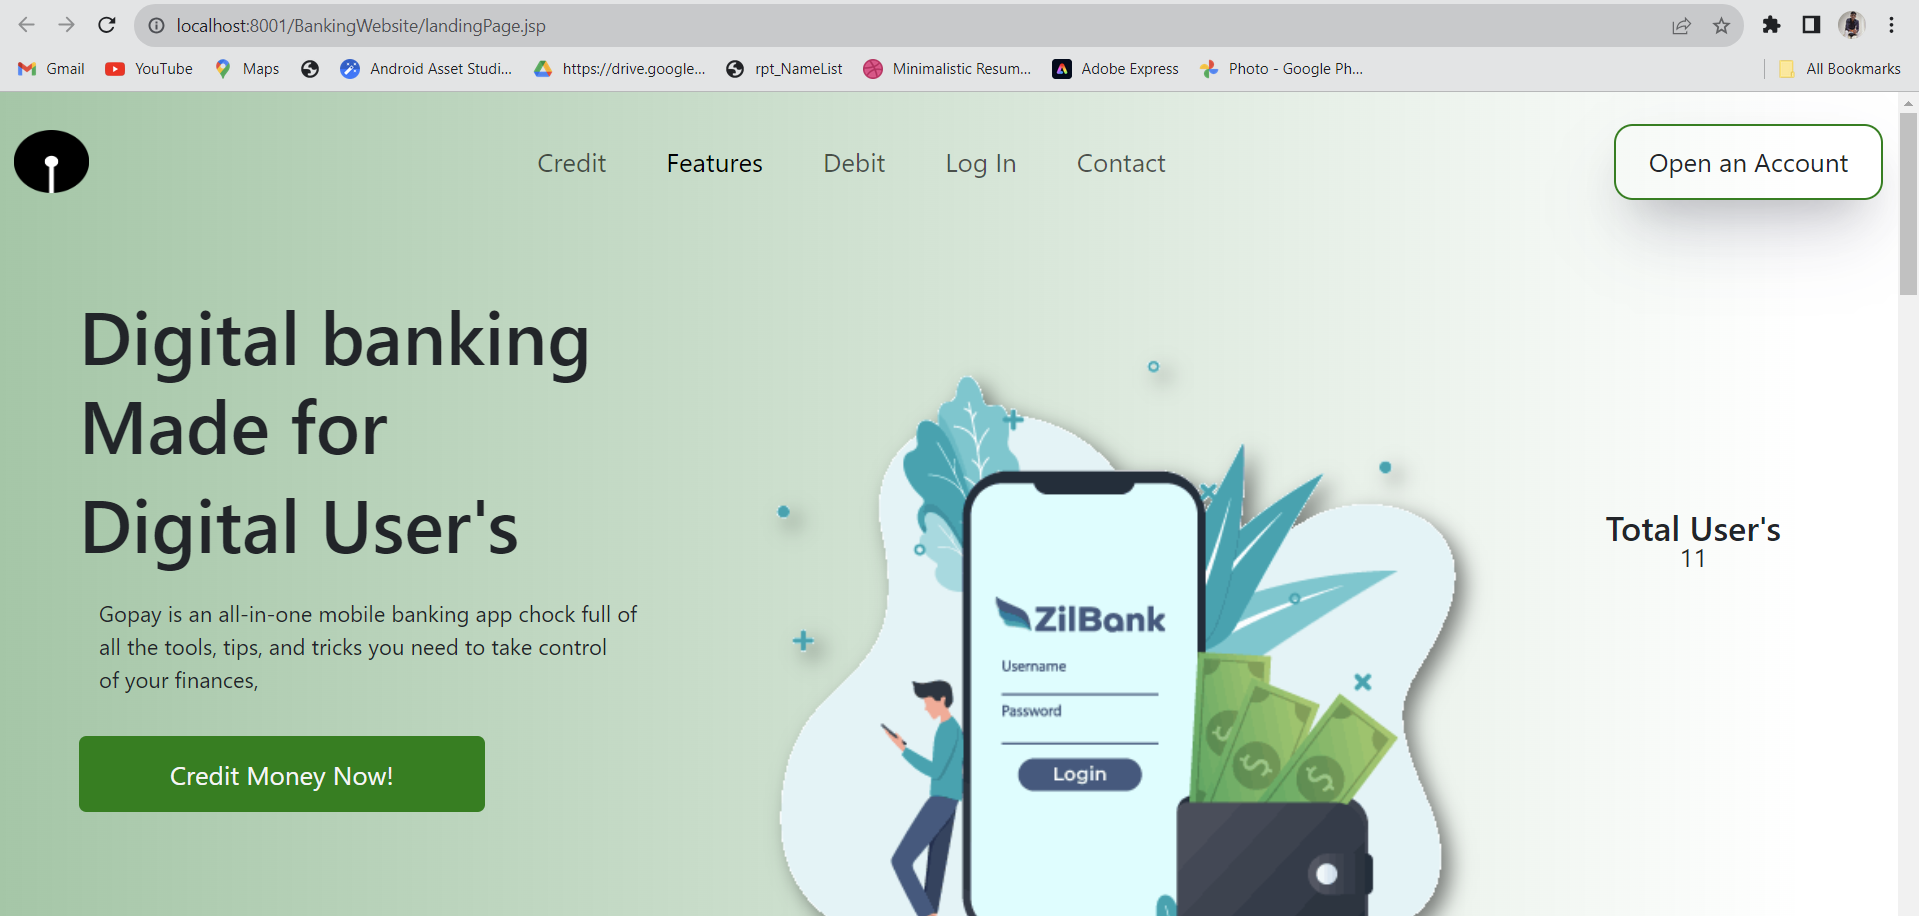 localhost:8001/BankingWebsite/landingPage.jsp
Gmail YouTube Maps Android Asset Studi... https://drive.google... rpt_NameList Minimalistic Resum... Adobe Express Photo - Google Ph... All Bookmarks
Credit Features Debit Log In Contact Open an Account
Digital banking
Made for
Digital User's
Gopay is an all-in-one mobile banking app chock full of
all the tools, tips, and tricks you need to take control
of your finances,
Credit Money Now!
ZilBank
Username
Password
Login
Total User's
11